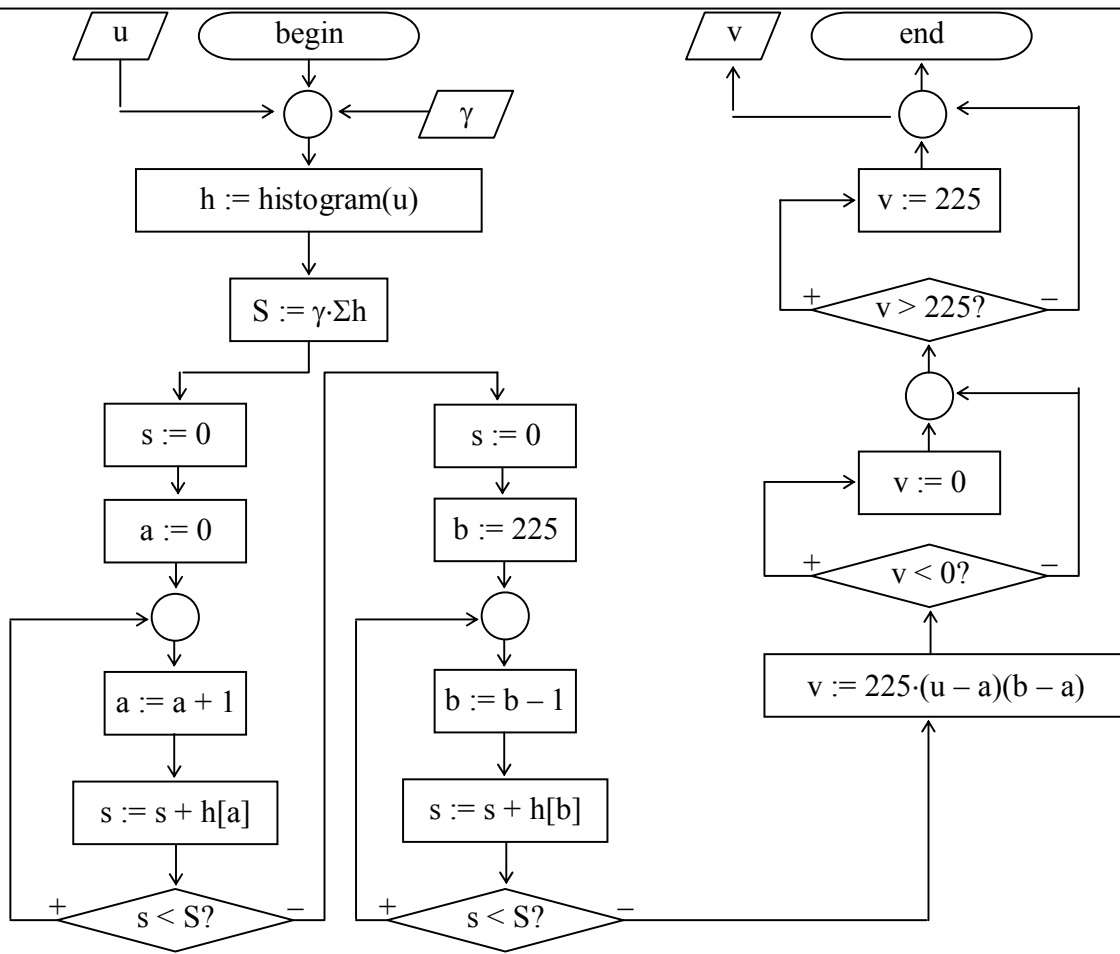 u
begin
γ
h := histogram(u)
S := γ·Σh
s := 0
a := 0
a := a + 1
s := s + h[a]
+
s < S?
–
s := 0
b := 225
b := b – 1
s := s + h[b]
+
s < S?
–
v := 225·(u – a)(b – a)
+
v < 0?
–
v := 0
+
v > 225?
–
v := 225
v
end